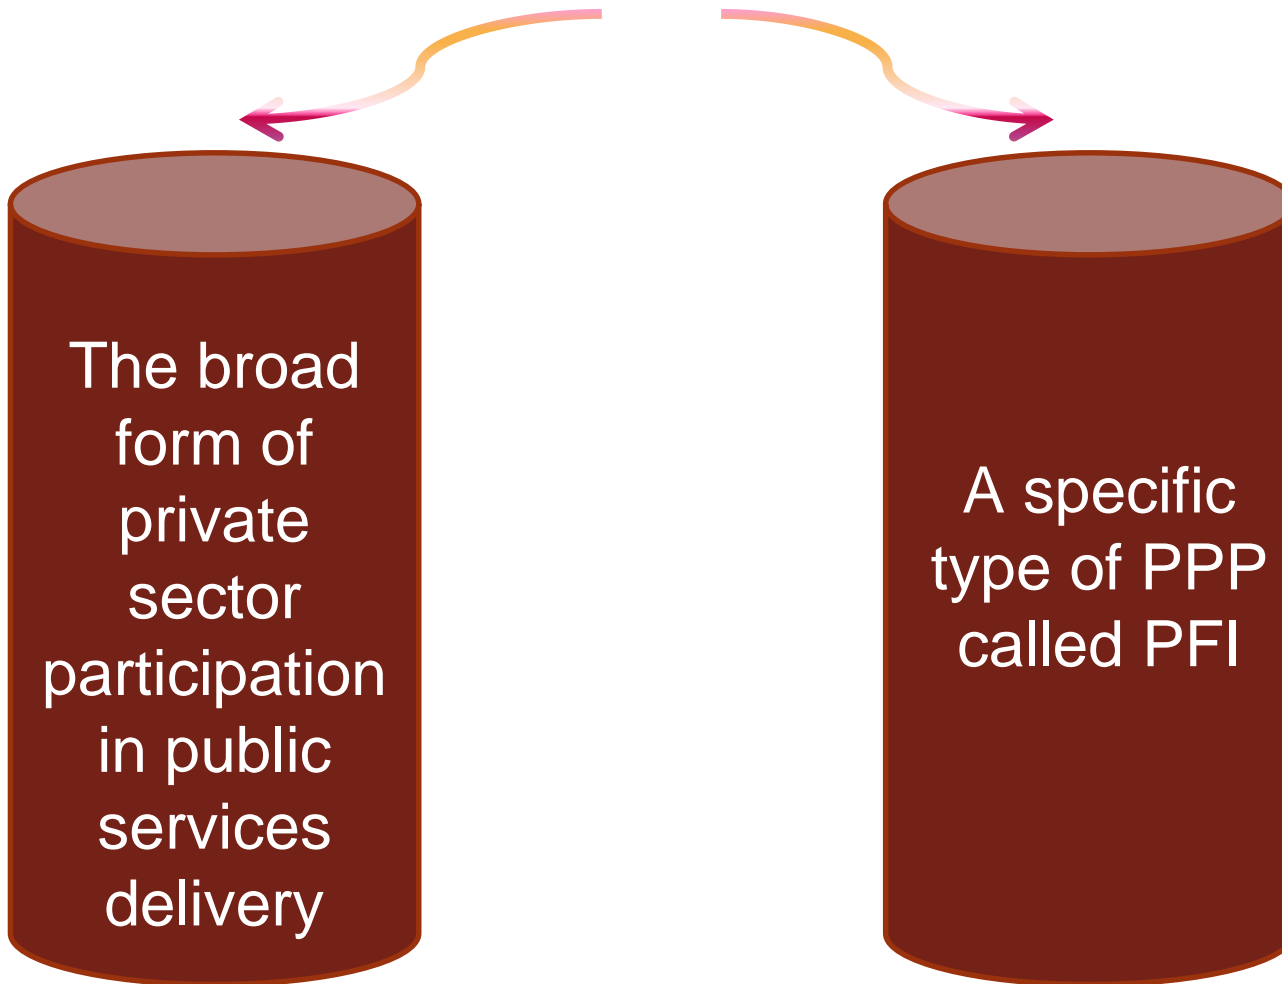 The broad
form of
private
sector
participation
in public
services
delivery
A specific
type of PPP
called PFI